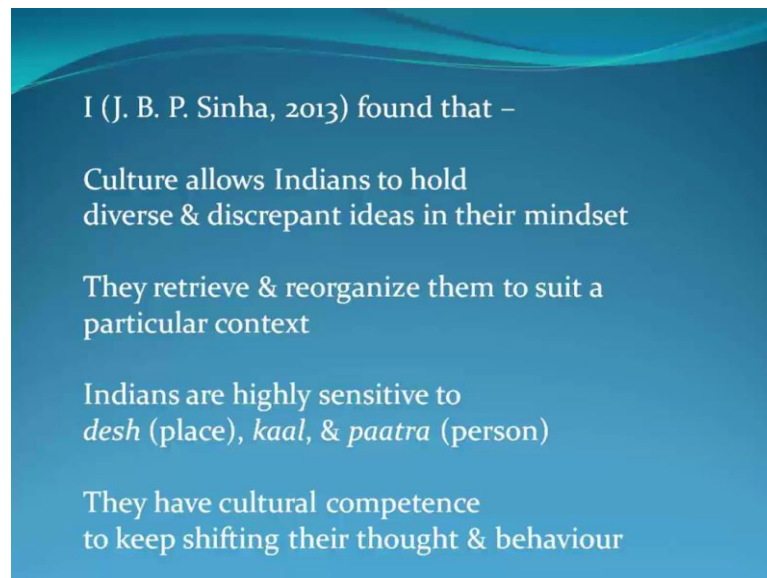 I (J. B. P. Sinha, 2013) found that –
Culture allows Indians to hold
diverse & discrepant ideas in their mindset
They retrieve & reorganize them to suit a
particular context
Indians are highly sensitive to
desh (place), kaal, & paatra (person)
They have cultural competence
to keep shifting their thought & behaviour